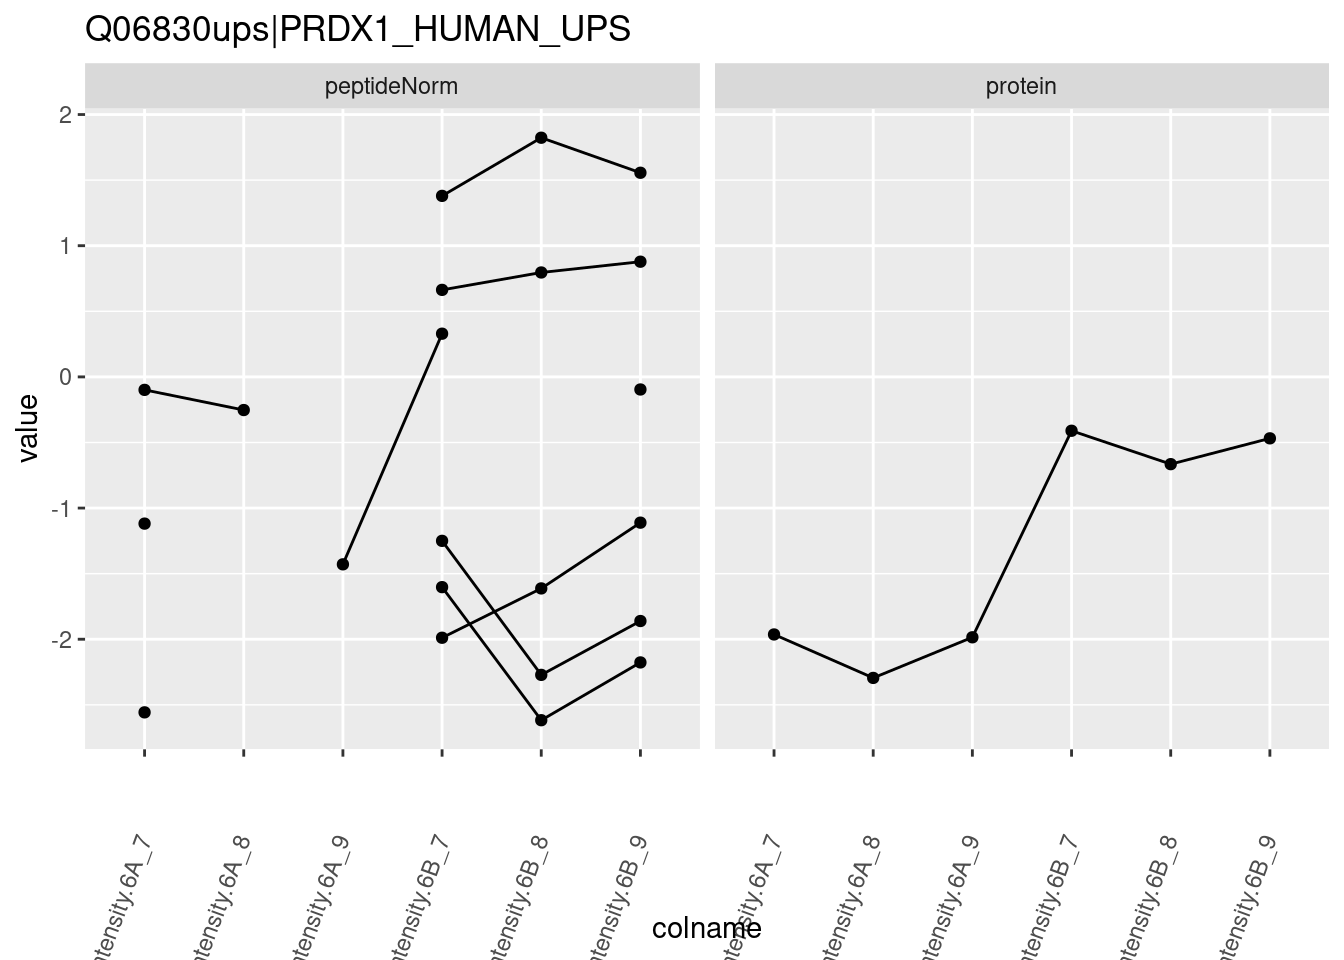 Q06830ups|PRDX1_HUMAN_UPS
peptideNorm protein
2
1
0
-1
-2
value
ntensity.6A_7 ntensity.6A_8 ntensity.6A_9 ntensity.6B_7 ntensity.6B_8 ntensity.6B_9 ntensity.6A_7 ntensity.6A_8 ntensity.6A_9 ntensity.6B_7 ntensity.6B_8 ntensity.6B_9
colname